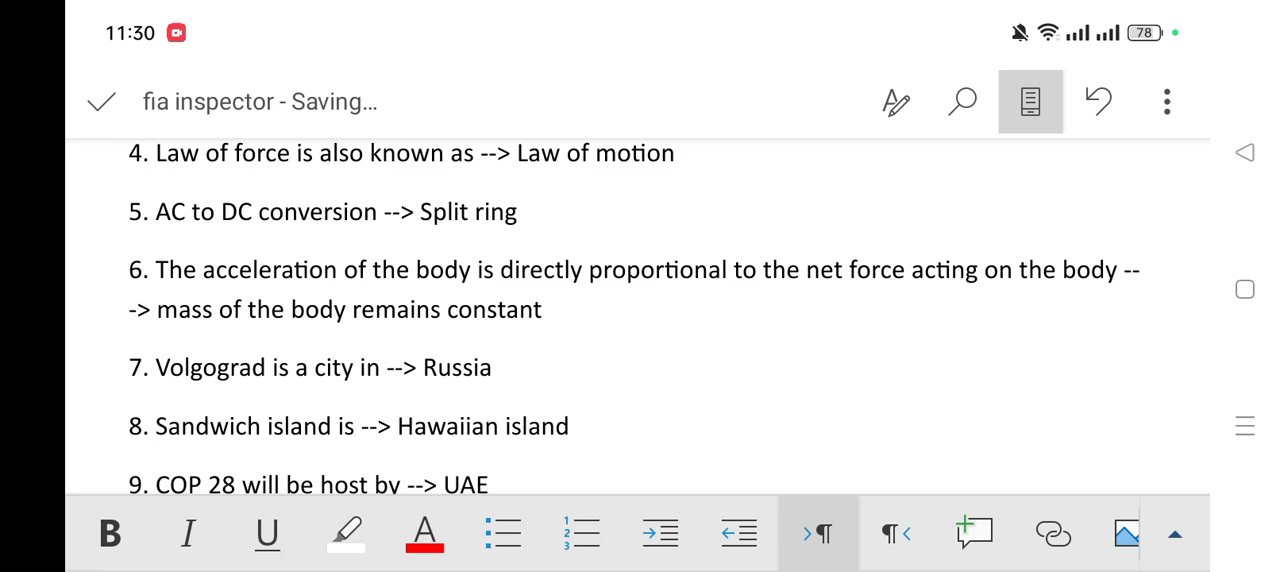 11:30
78
fia inspector - Saving...
4. Law of force is also known as --> Law of motion
5. AC to DC conversion --> Split ring
6. The acceleration of the body is directly proportional to the net force acting on the body --
-> mass of the body remains constant
7. Volgograd is a city in --> Russia
8. Sandwich island is --> Hawaiian island
9. COP 28 will be host by --> UAE
B I U A 1 2 3